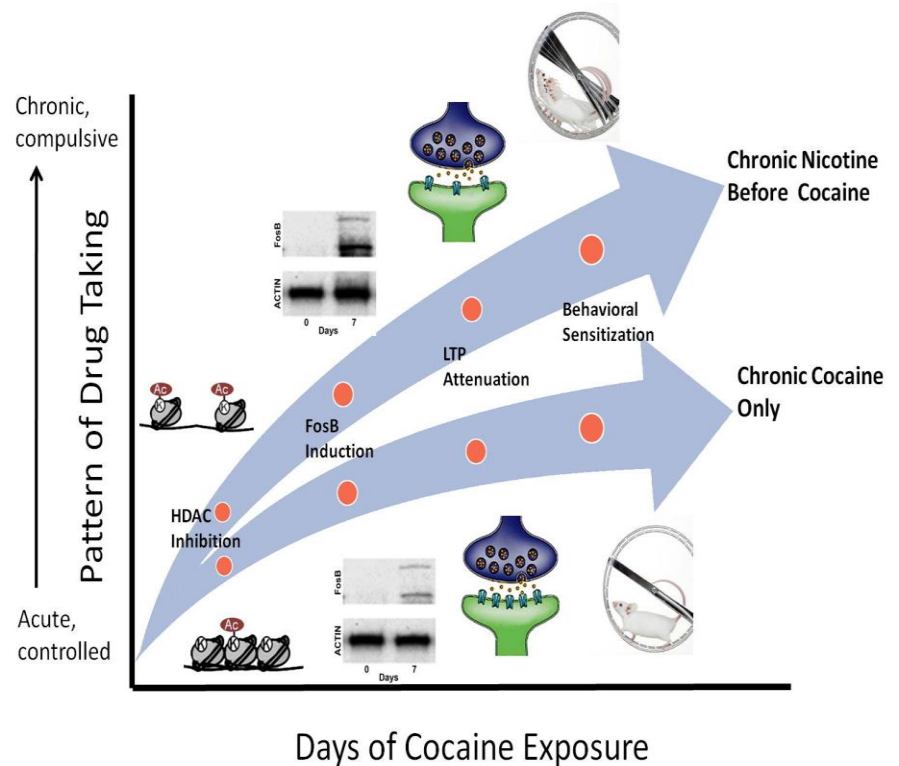 Chronic,
compulsive
Pattern of Drug Taking
Acute,
controlled
Chronic Nicotine
Before Cocaine
FosB
ACTIN
0 7
Days
Behavioral
Sensitization
LTP
Attenuation
Chronic Cocaine
Only
Ac Ac
K K
FosB
Induction
HDAC
Inhibition
Ac
K K K
FosB
ACTIN
0 7
Days
Days of Cocaine Exposure